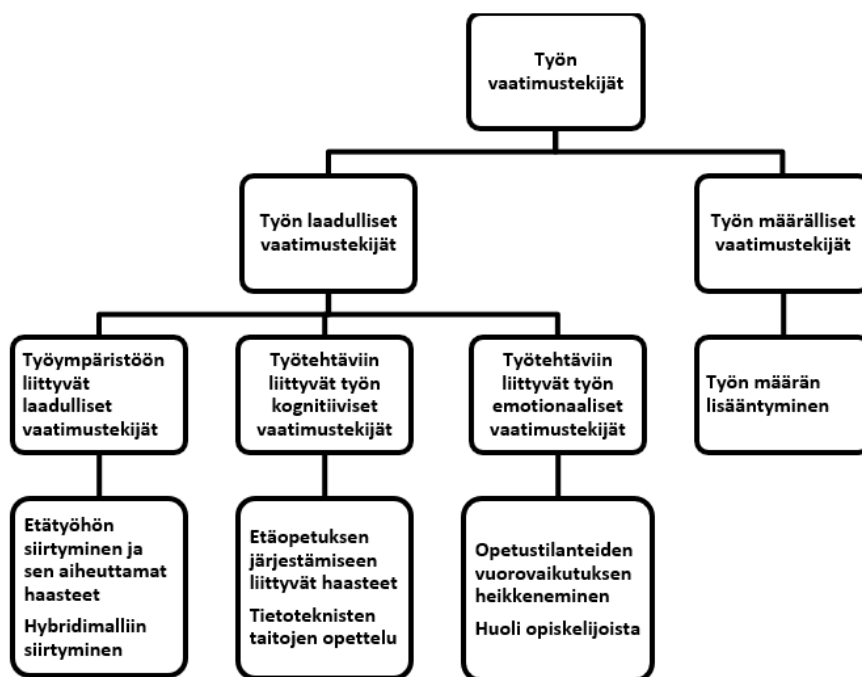 Työn
vaatimustekijät
Työn laadulliset
vaatimustekijät
Työn määrälliset
vaatimustekijät
Työympäristöön
liittyvät
laadulliset
vaatimustekijät
Työtehtäviin
liittyvät työn
kognitiiviset
vaatimustekijät
Työtehtäviin
liittyvät työn
emotionaaliset
vaatimustekijät
Työn määrän
lisääntyminen
Etätyöhön
siirtyminen ja
sen aiheuttamat
haasteet
Hybridimalliin
siirtyminen
Etäopetuksen
järjestämiseen
liittyvät haasteet
Tietoteknisten
taitojen opettelu
Opetustilanteiden
vuorovaikutuksen
heikkeneminen
Huoli opiskelijoista